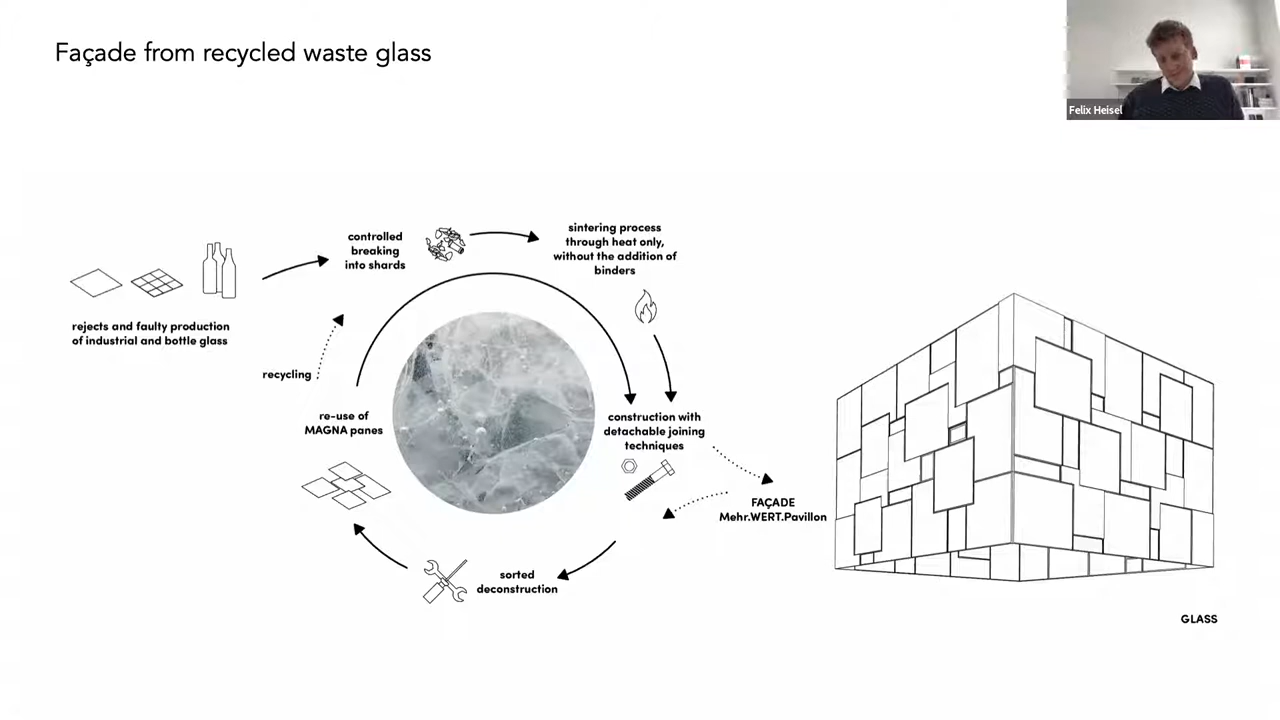 Façade from recycled waste glass
Felix Heisel
controlled
breaking
into shards
sintering process
through heat only,
without the addition of
binders
rejects and faulty production
of industrial and bottle glass
recycling
re-use of
MAGNA panes
construction with
detachable joining
techniques
FAÇADE
Mehr.WERT.Pavillon
sorted
deconstruction
GLASS